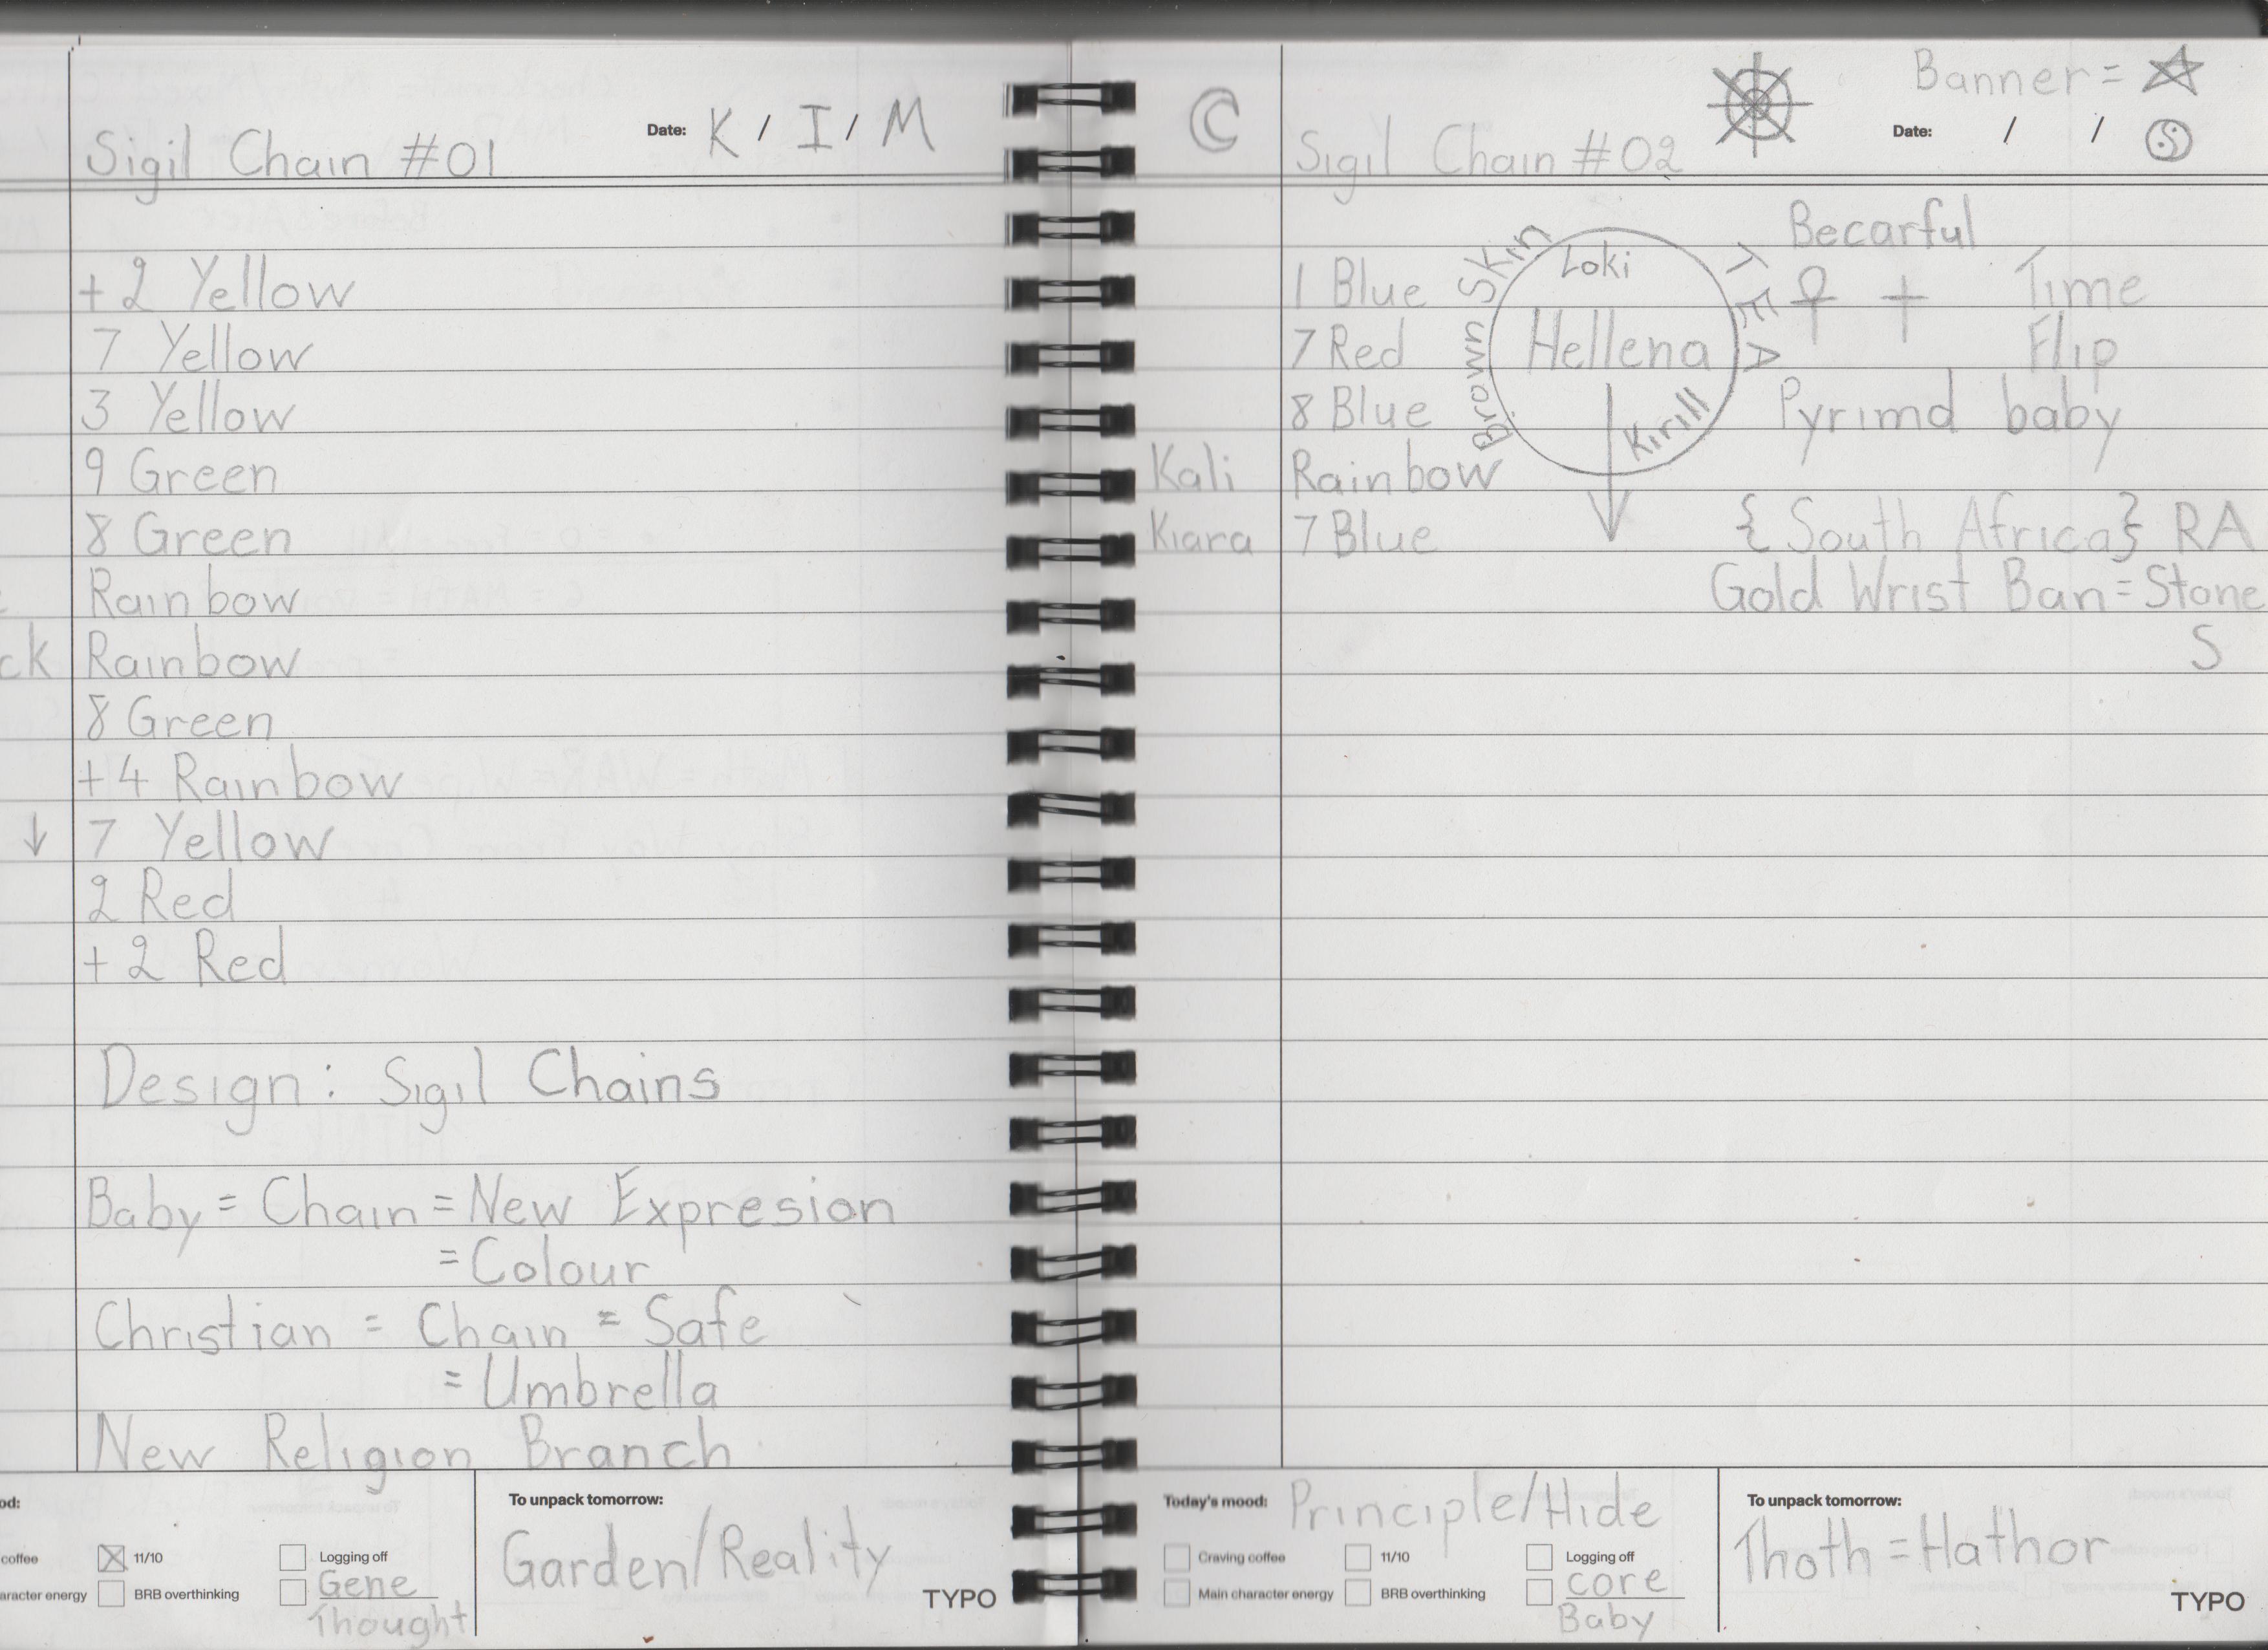 Sigil Chain #01
Date: K / I / M
+2 Yellow
7 Yellow
3 Yellow
9 Green
8 Green
Rainbow
ck Rainbow
8 Green
+4 Rainbow
↓ 7 Yellow
2 Red
+2 Red
Design: Sigil Chains
Baby = Chain = New Expresion
= Colour
Christian = Chain = Safe
= Umbrella
New Religion Branch
od:
coffee
11/10
Logging off
aracter energy
BRB overthinking
Gene
Thought
To unpack tomorrow:
Garden/Reality
TYPO
©
Sigil Chain #02
Banner = ☆
Date: / /
1 Blue
7 Red
8 Blue
Kali Rainbow
Kiara 7 Blue
Brown Skin
Loki
Hellena
Kirill
TEA
Becarful
♀ + Time
Flip
Pyrimd baby
{South Africa} RA
Gold Wrist Ban = Stone
S
Today's mood: Principle/Hide
Craving coffee
11/10
Logging off
Main character energy
BRB overthinking
core
Baby
To unpack tomorrow:
Thoth = Hathor
TYPO